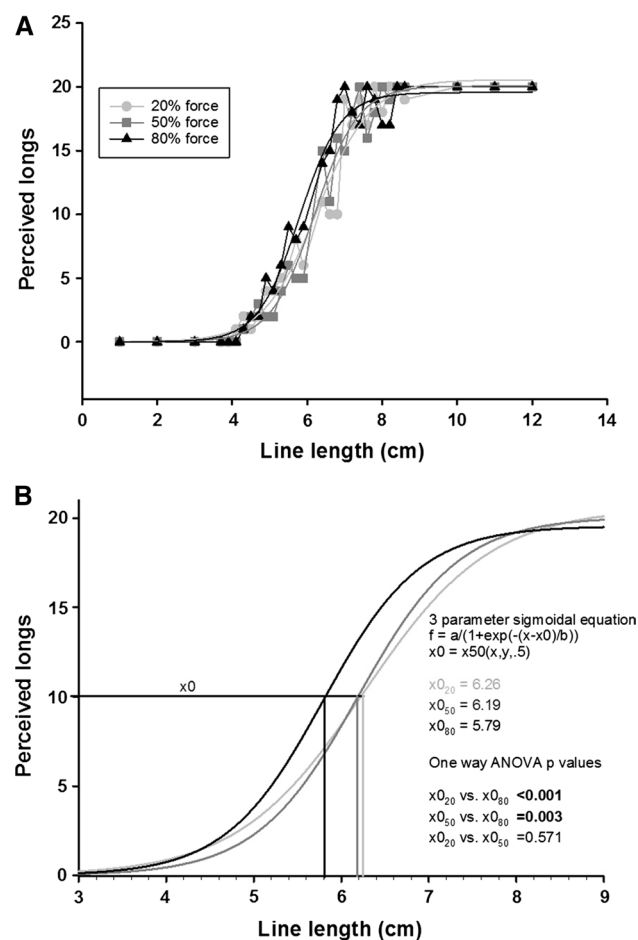 A
25
20
15
10
5
0
Perceived longs
20% force
50% force
80% force
0 2 4 6 8 10 12 14
Line length (cm)
B
20
15
10
5
0
Perceived longs
x0
3 parameter sigmoidal equation
f = a/(1+exp(-(x-x0)/b))
x0 = x50(x,y,.5)
x0₂₀ = 6.26
x0₅₀ = 6.19
x0₈₀ = 5.79
One way ANOVA p values
x0₂₀ vs. x0₈₀ <0.001
x0₅₀ vs. x0₈₀ =0.003
x0₂₀ vs. x0₅₀ =0.571
3 4 5 6 7 8 9
Line length (cm)